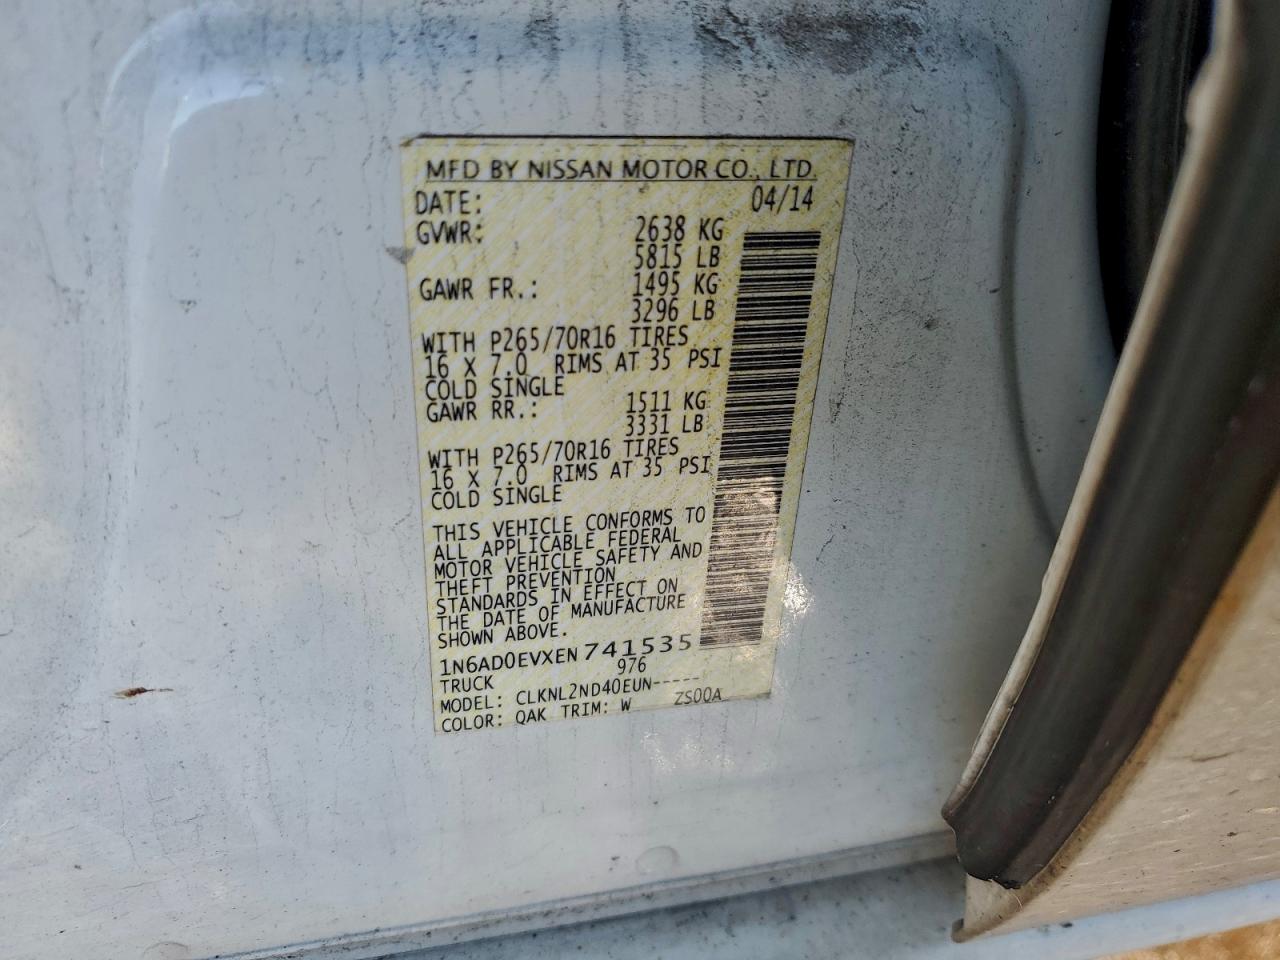 MFD BY NISSAN MOTOR CO., LTD.
DATE: 04/14
GVWR: 2638 KG
5815 LB
GAWR FR.: 1495 KG
3296 LB
WITH P265/70R16 TIRES
16 X 7.0 RIMS AT 35 PSI
COLD SINGLE
GAWR RR.: 1511 KG
3331 LB
WITH P265/70R16 TIRES
16 X 7.0 RIMS AT 35 PSI
COLD SINGLE
THIS VEHICLE CONFORMS TO
ALL APPLICABLE FEDERAL
MOTOR VEHICLE SAFETY AND
THEFT PREVENTION
STANDARDS IN EFFECT ON
THE DATE OF MANUFACTURE
SHOWN ABOVE.
1N6AD0EVXEN 741535
TRUCK 976
MODEL: CLKNL2ND40EUN-----
COLOR: QAK TRIM: W ZS00A